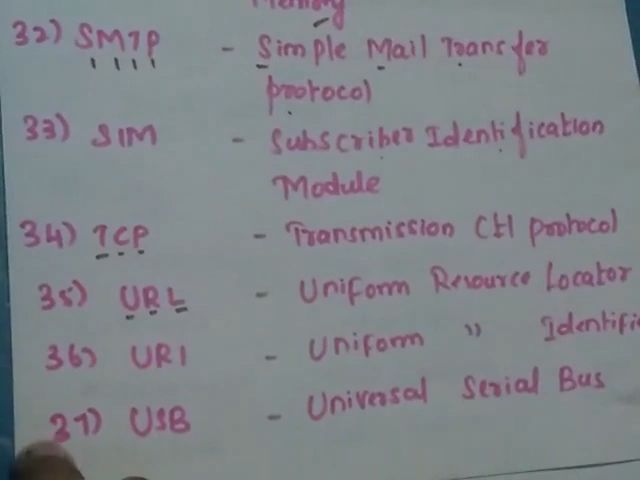 Memory
32) SMTP - Simple Mail Transfer
protocol
33) SIM - Subscriber Identification
Module
34) TCP - Transmission Ctl protocol
35) URL - Uniform Resource Locator
36) URI - Uniform " Identifi
37) USB - Universal Serial Bus